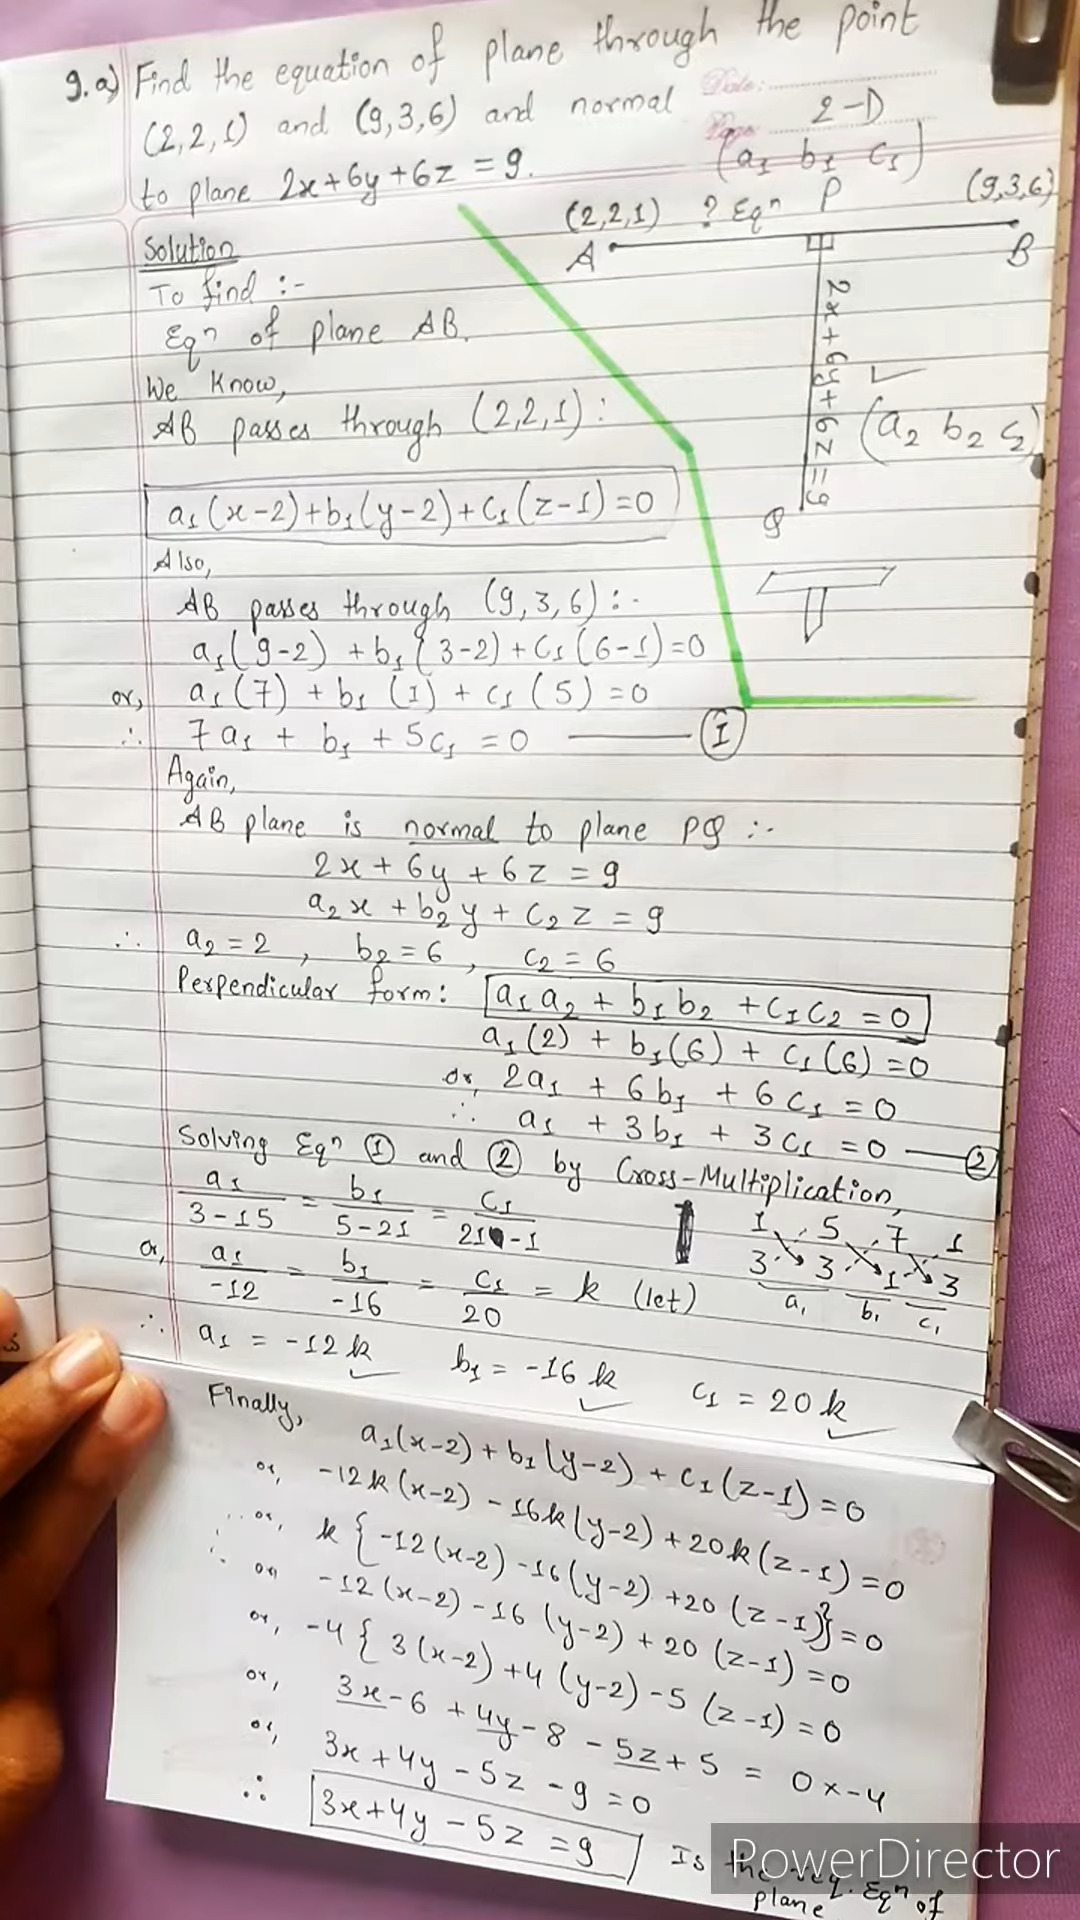 9. a) Find the equation of plane through the point
(2,2,1) and (9,3,6) and normal
to plane 2x+6y+6z = 9.
Date:
Page:
2-D
(a₁ b₁ c₁)
(2,2,1) ? Eqⁿ P (9,3,6)
A B
2x+6y+6z=9
(a₂ b₂ c₂)
Q
Solution
To find :-
Eqⁿ of plane AB.
We Know,
AB passes through (2,2,1) :
a₁(x-2)+b₁(y-2)+c₁(z-1)=0
Also,
AB passes through (9,3,6) :-
a₁(9-2) + b₁(3-2) + c₁(6-1)=0
or, a₁(7) + b₁(1) + c₁(5) = 0
∴ 7a₁ + b₁ + 5c₁ = 0 —— (1)
Again,
AB plane is normal to plane PQ :-
2x + 6y + 6z = 9
a₂x + b₂y + c₂z = 9
∴ a₂ = 2 , b₂ = 6 , c₂ = 6
Perpendicular form: a₁a₂ + b₁b₂ + c₁c₂ = 0
a₁(2) + b₁(6) + c₁(6) = 0
or, 2a₁ + 6b₁ + 6c₁ = 0
∴ a₁ + 3b₁ + 3c₁ = 0 —— (2)
Solving Eqⁿ (1) and (2) by Cross-Multiplication,
a₁/3-15 = b₁/5-21 = c₁/21-1
1 5 7 1
3 3 1 3
a₁ b₁ c₁
or, a₁/-12 = b₁/-16 = c₁/20 = k (let)
∴ a₁ = -12k b₁ = -16k c₁ = 20k
Finally,
a₁(x-2) + b₁(y-2) + c₁(z-1) = 0
or, -12k(x-2) - 16k(y-2) + 20k(z-1) = 0
or, k{-12(x-2) -16(y-2) +20(z-1)} = 0
or, -12(x-2) - 16(y-2) + 20(z-1) = 0
or, -4{3(x-2) +4(y-2) -5(z-1) = 0
or, 3x-6 + 4y-8 - 5z+5 = 0x-4
or, 3x+4y - 5z - 9 = 0
∴ 3x+4y - 5z = 9 Is the req. Eqⁿ of
plane
PowerDirector